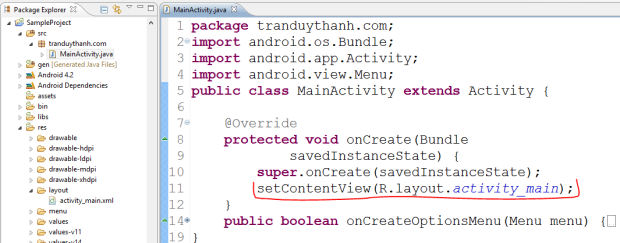 Package Explorer
SampleProject
src
tranduythanh.com
MainActivity.java
gen [Generated Java Files]
Android 4.2
Android Dependencies
assets
bin
libs
res
drawable
drawable-hdpi
drawable-ldpi
drawable-mdpi
drawable-xhdpi
layout
activity_main.xml
menu
values
values-v11
values-v14
MainActivity.java
1 package tranduythanh.com;
2 import android.os.Bundle;
3 import android.app.Activity;
4 import android.view.Menu;
5 public class MainActivity extends Activity {
6
7 @Override
8 protected void onCreate(Bundle
9 savedInstanceState) {
10 super.onCreate(savedInstanceState);
11 setContentView(R.layout.activity_main);
12 }
14 public boolean onCreateOptionsMenu(Menu menu) {
19 }